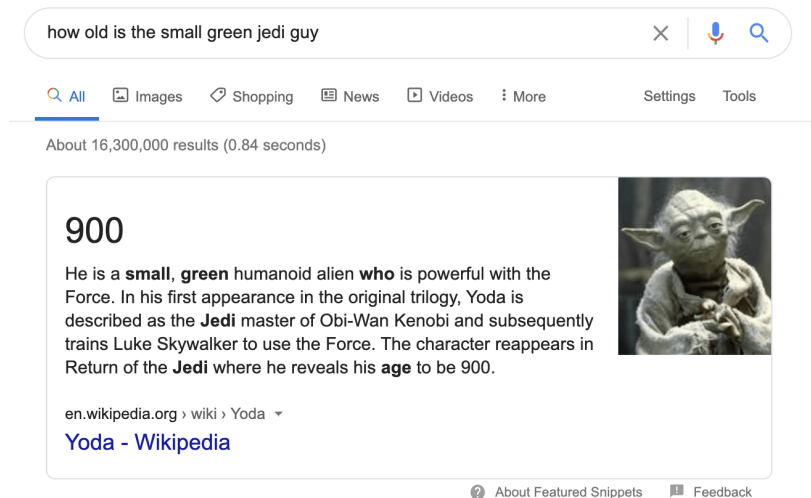 how old is the small green jedi guy
All Images Shopping News Videos More Settings Tools
About 16,300,000 results (0.84 seconds)
900
He is a small, green humanoid alien who is powerful with the
Force. In his first appearance in the original trilogy, Yoda is
described as the Jedi master of Obi-Wan Kenobi and subsequently
trains Luke Skywalker to use the Force. The character reappears in
Return of the Jedi where he reveals his age to be 900.
en.wikipedia.org › wiki › Yoda
Yoda - Wikipedia
About Featured Snippets Feedback